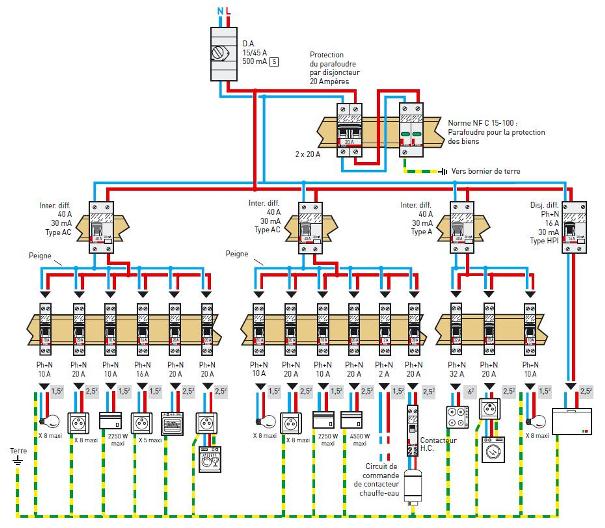 N L
D.A
15/45 A
500 mA S
Protection
du parafoudre
par disjoncteur
20 Ampères
2 x 20 A
Norme NF C 15-100 :
Parafoudre pour la protection
des biens
Vers bornier de terre
Inter. diff.
40 A
30 mA
Type AC
Inter. diff.
40 A
30 mA
Type AC
Inter. diff.
40 A
30 mA
Type A
Disj. diff.
Ph+N
16 A
30 mA
Type HPI
Peigne
Peigne
Ph+N Ph+N Ph+N Ph+N Ph+N Ph+N Ph+N Ph+N Ph+N Ph+N Ph+N Ph+N Ph+N Ph+N Ph+N
10 A 20 A 20 A 16 A 20 A 20 A 10 A 20 A 10 A 20 A 2 A 20 A 32 A 20 A 10 A
1,5² 2,5² 2,5² 1,5² 2,5² 2,5² 1,5² 2,5² 1,5² 2,5² 1,5² 2,5² 6² 2,5² 1,5² 2,5²
X 8 maxi X 8 maxi 2250 W maxi X 5 maxi X 8 maxi X 8 maxi 2250 W maxi 4500 W maxi X 8 maxi
Contacteur
H.C.
Circuit de
commande
de contacteur
chauffe-eau
Terre